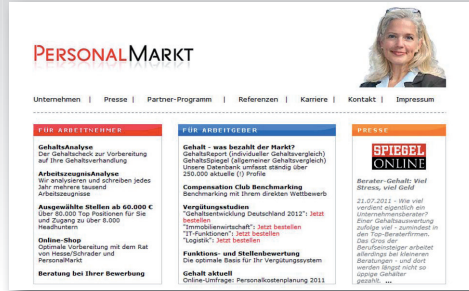 PERSONALMARKT
Unternehmen | Presse | Partner-Programm | Referenzen | Karriere | Kontakt | Impressum
FÜR ARBEITNEHMER
GehaltsAnalyse
Der Gehaltscheck zur Vorbereitung
auf Ihre Gehaltsverhandlung
ArbeitszeugnisAnalyse
Wir analysieren und schreiben jedes
Jahr mehrere tausend
Arbeitszeugnisse
Ausgewählte Stellen ab 60.000 €
Über 80.000 Top Positionen für Sie
und Zugang zu über 8.000
Headhuntern
Online-Shop
Optimale Vorbereitung mit dem Rat
von Hesse/Schrader und
PersonalMarkt
Beratung bei Ihrer Bewerbung
FÜR ARBEITGEBER
Gehalt - was bezahlt der Markt?
GehaltsReport (individueller Gehaltsvergleich)
GehaltsSpiegel (allgemeiner Gehaltsvergleich)
Unsere Datenbank umfasst ständig über
250.000 aktuelle (!) Profile
Compensation Club Benchmarking
Benchmarking mit Ihrem direkten Wettbewerb
Vergütungsstudien
"Gehaltsentwicklung Deutschland 2012": Jetzt
bestellen
"Immobilienwirtschaft": Jetzt bestellen
"IT-Funktionen": Jetzt bestellen
"Logistik": Jetzt bestellen
Funktions- und Stellenbewertung
Die optimale Basis für Ihr Vergütungssystem
Gehalt aktuell
Online-Umfrage: Personalkostenplanung 2011
PRESSE
SPIEGEL
ONLINE
Berater-Gehalt: Viel
Stress, viel Geld
21.07.2011 - Wie viel
verdient eigentlich ein
Unternehmensberater?
Einer Gehaltsauswertung
zufolge viel - zumindest in
den Top-Beraterfirmen.
Das Gros der
Berufseinsteiger arbeitet
allerdings bei kleineren
Beratungen - und dort
werden längst nicht so
üppige Gehälter
gezahlt. ...